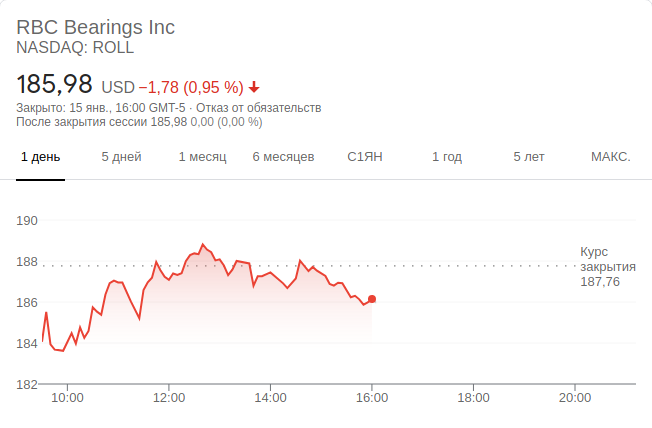 RBC Bearings Inc
NASDAQ: ROLL
185,98 USD −1,78 (0,95 %)
Закрыто: 15 янв., 16:00 GMT-5 · Отказ от обязательств
После закрытия сессии 185,98 0,00 (0,00 %)
1 день 5 дней 1 месяц 6 месяцев С1ЯН 1 год 5 лет МАКС.
190
188
186
184
182
Курс
закрытия
187,76
10:00 12:00 14:00 16:00 18:00 20:00